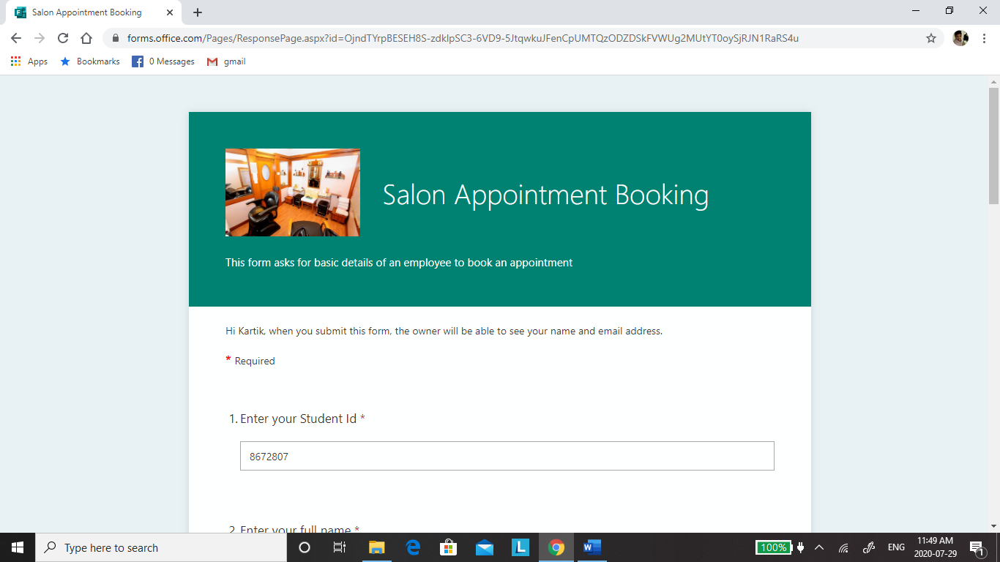 Salon Appointment Booking
forms.office.com/Pages/ResponsePage.aspx?id=OjndTYrpBESEH8S-zdklpSC3-6VD9-5JtqwkuJFenCpUMTQzODZDSkFVWUg2MUtYT0oySjRJN1RaRS4u
Apps Bookmarks 0 Messages gmail
Salon Appointment Booking
This form asks for basic details of an employee to book an appointment
Hi Kartik, when you submit this form, the owner will be able to see your name and email address.
* Required
1. Enter your Student Id *
8672807
2. Enter your full name *
Type here to search
100%
ENG
11:49 AM
2020-07-29
1